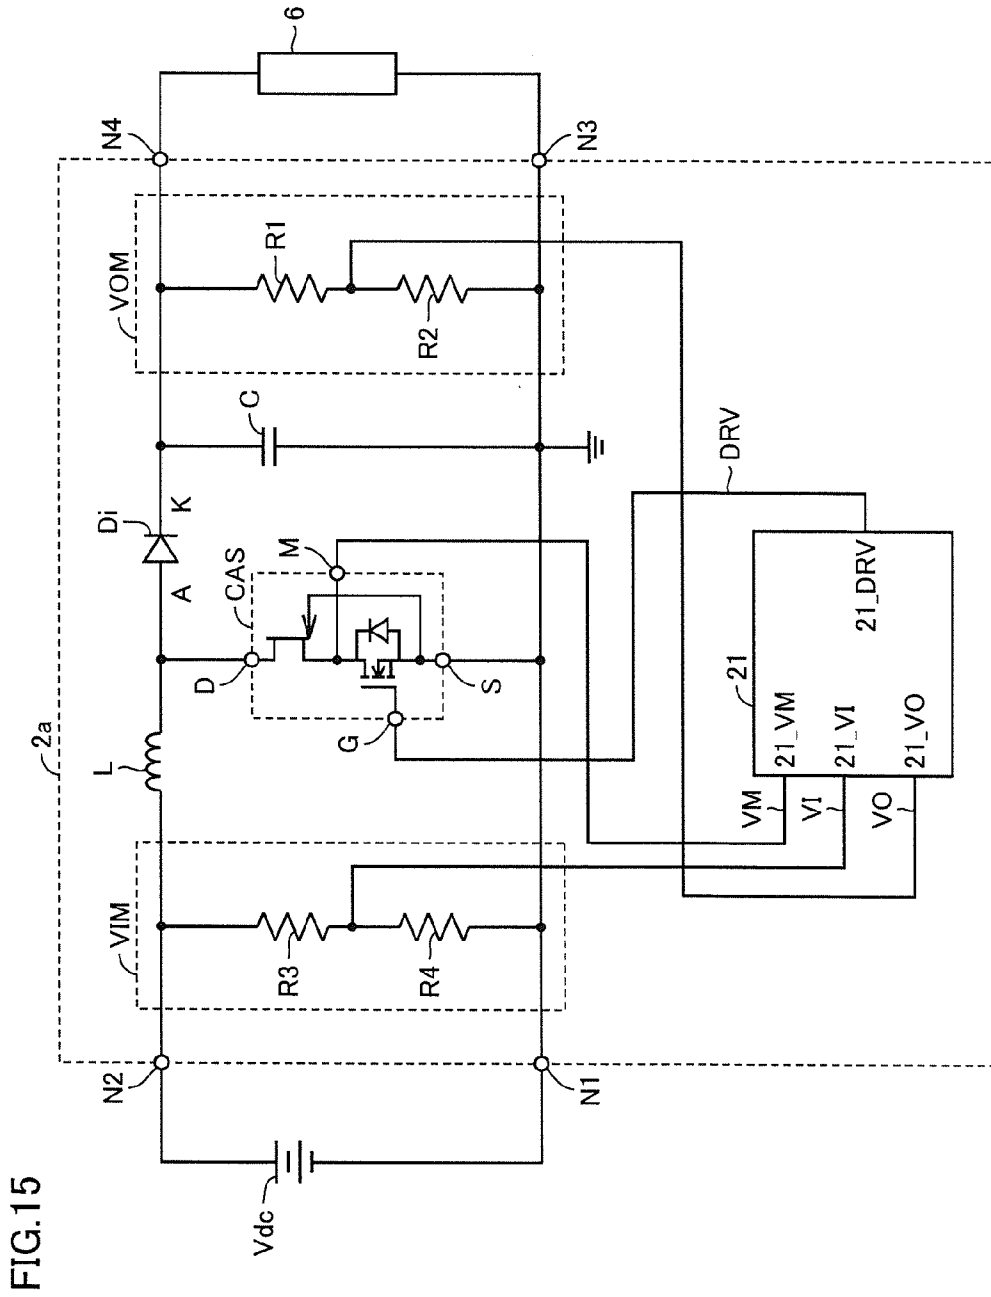 FIG.15
2a
Vdc
N2
N1
VIM
R3
R4
L
D
G
S
M
CAS
A
Di
K
C
VOM
R1
R2
N4
N3
6
DRV
21
VM
VI
VO
21_VM
21_VI
21_VO
21_DRV